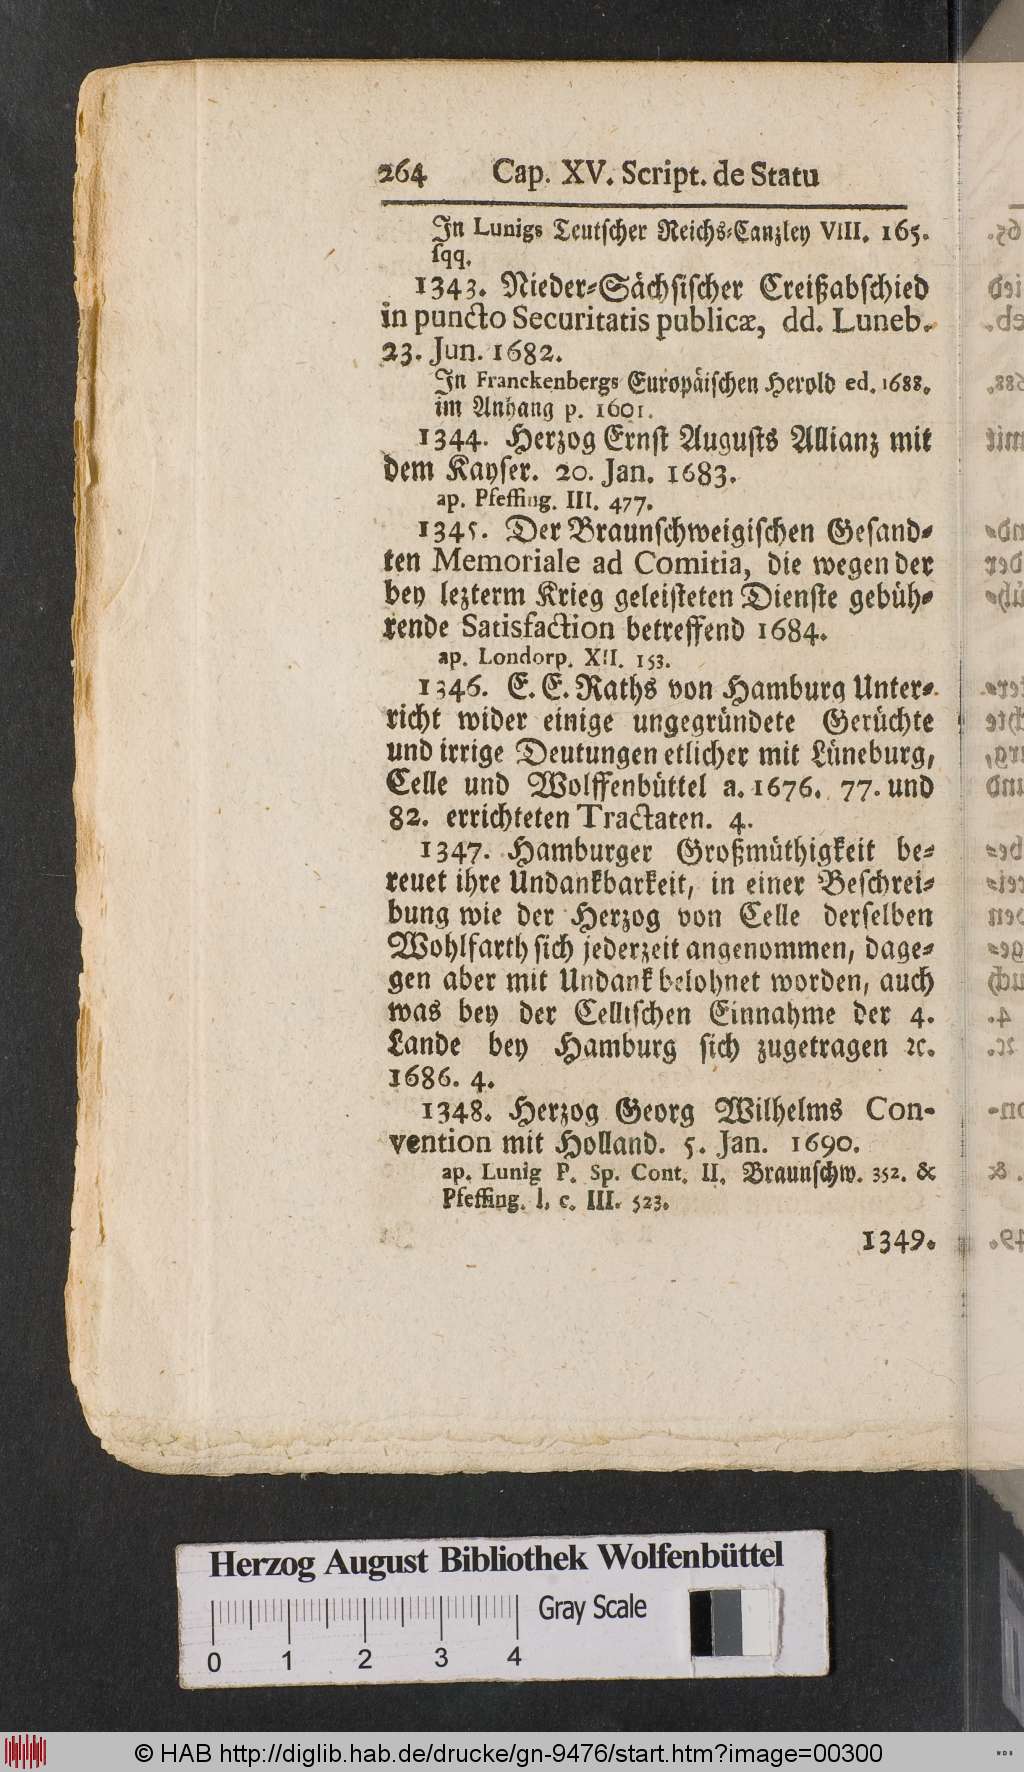 264 Cap. XV. Script. de Statu
In Lunigs Teutscher Reichs-Canzley VIII. 165.
sqq.
1343. Nieder-Sächsischer Creißabschied
in puncto Securitatis publicæ, dd. Luneb.
23. Jun. 1682.
In Franckenbergs Europäischen Herold ed. 1688.
im Anhang p. 1601.
1344. Herzog Ernst Augusts Allianz mit
dem Kayser. 20. Jan. 1683.
ap. Pfeffing. III. 477.
1345. Der Braunschweigischen Gesand-
ten Memoriale ad Comitia, die wegen der
bey lezterm Krieg geleisteten Dienste gebüh-
rende Satisfaction betreffend 1684.
ap. Londorp. XII. 153.
1346. E. E. Raths von Hamburg Unter-
richt wider einige ungegründete Gerüchte
und irrige Deutungen etlicher mit Lüneburg,
Celle und Wolffenbüttel a. 1676. 77. und
82. errichteten Tractaten. 4.
1347. Hamburger Großmüthigkeit be-
reuet ihre Undankbarkeit, in einer Beschrei-
bung wie der Herzog von Celle derselben
Wohlfarth sich jederzeit angenommen, dage-
gen aber mit Undank belohnet worden, auch
was bey der Cellischen Einnahme der 4.
Lande bey Hamburg sich zugetragen ꝛc.
1686. 4.
1348. Herzog Georg Wilhelms Con-
vention mit Holland. 5. Jan. 1690.
ap. Lunig P. Sp. Cont. II. Braunschw. 352. &
Pfeffing. l. c. III. 523.
1349.
Herzog August Bibliothek Wolfenbüttel
Gray Scale
0 1 2 3 4
© HAB http://diglib.hab.de/drucke/gn-9476/start.htm?image=00300